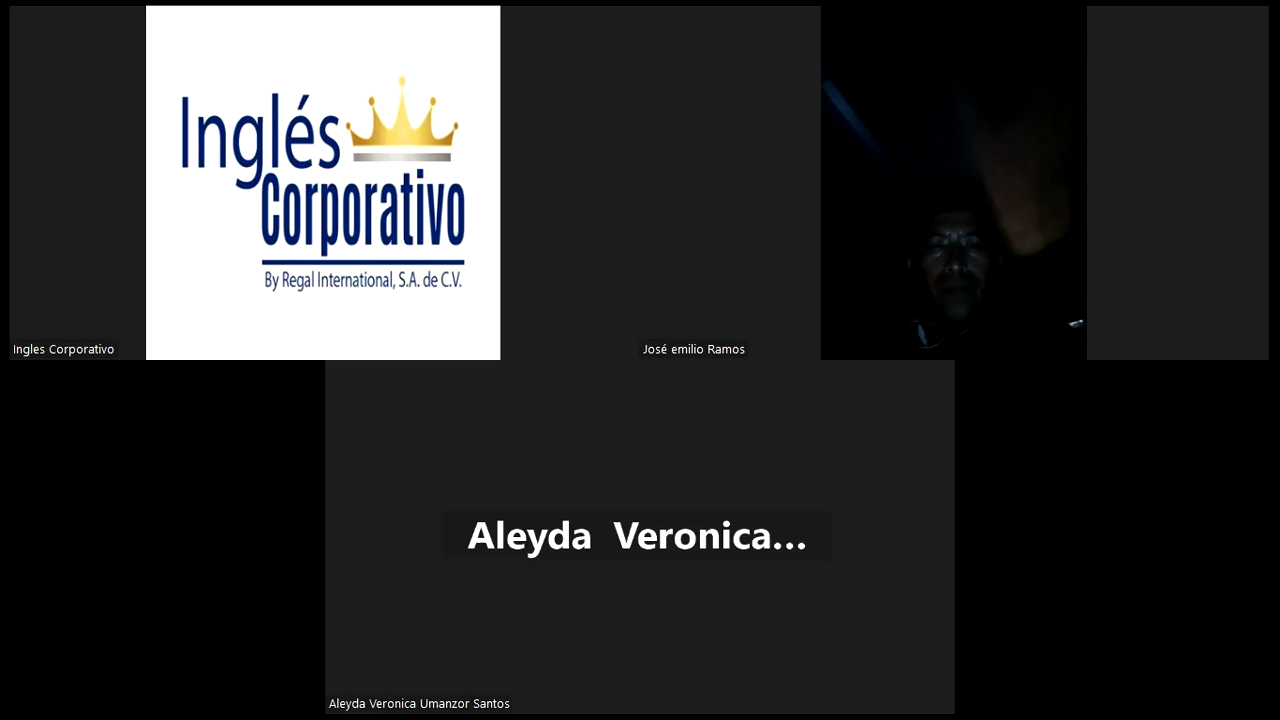 Inglés
Corporativo
By Regal International, S.A. de C.V.
Ingles Corporativo
José emilio Ramos
Aleyda Veronica...
Aleyda Veronica Umanzor Santos